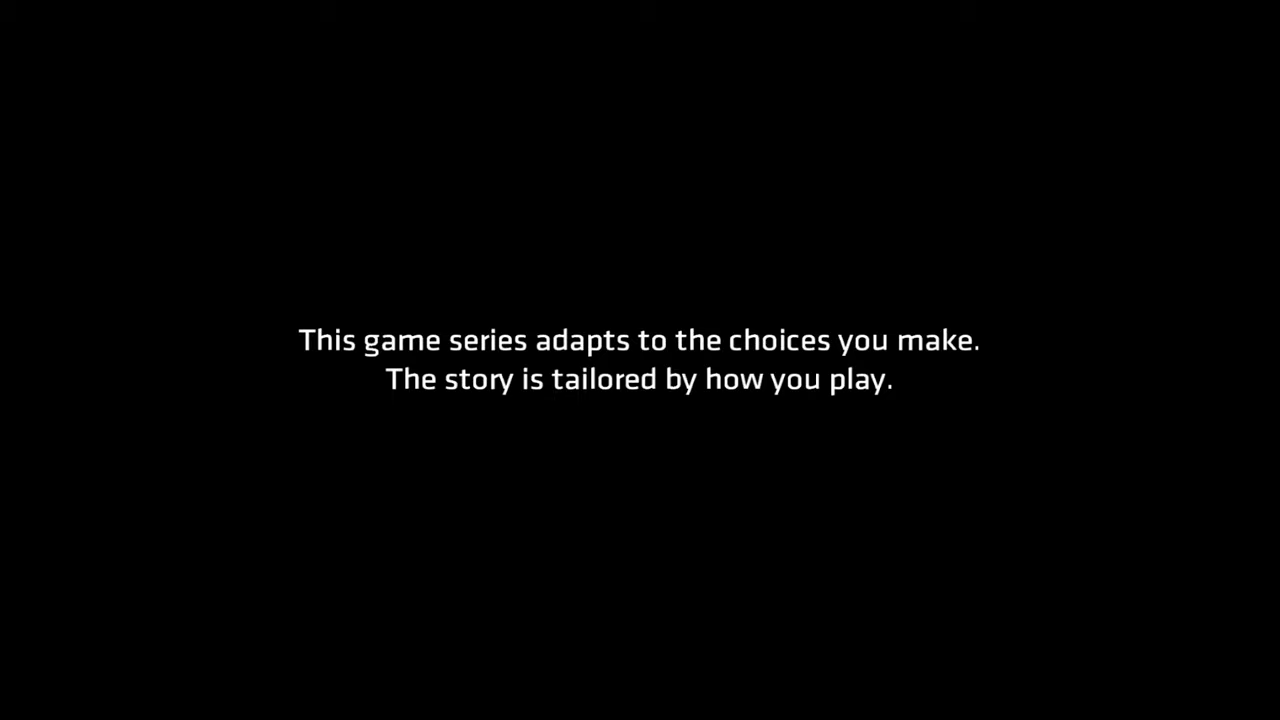 This game series adapts to the choices you make.
The story is tailored by how you play.